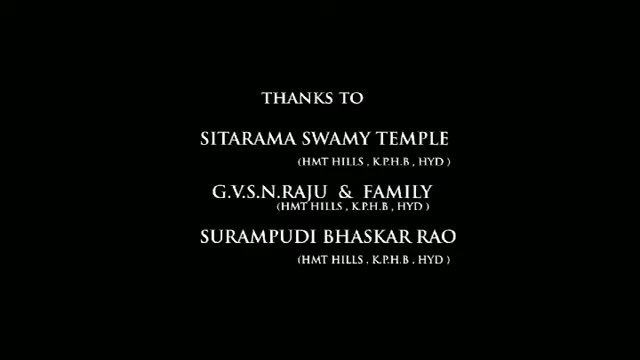 THANKS TO
SITARAMA SWAMY TEMPLE
(HMT HILLS , K.P.H.B , HYD )
G.V.S.N.RAJU & FAMILY
(HMT HILLS , K.P.H.B , HYD )
SURAMPUDI BHASKAR RAO
(HMT HILLS , K.P.H.B , HYD )